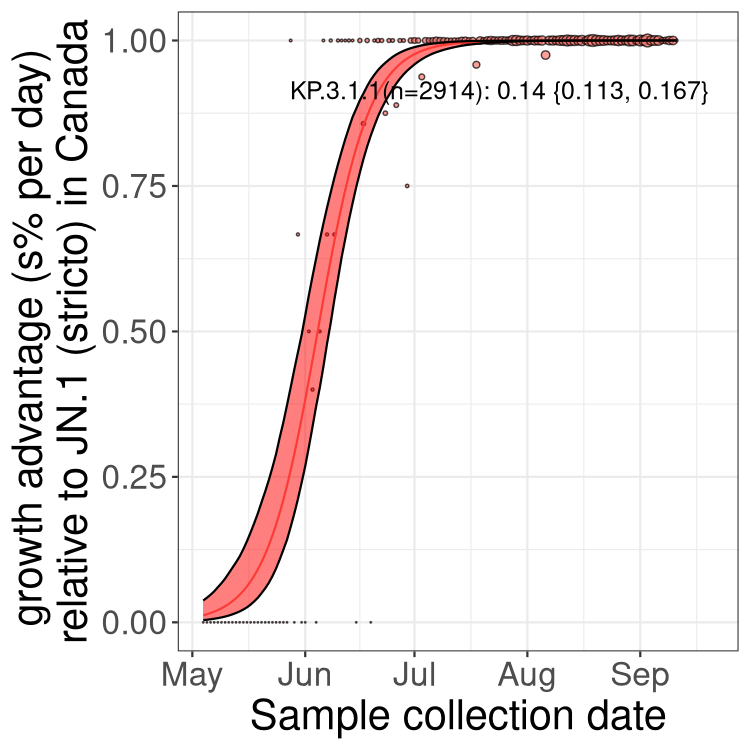 growth advantage (s% per day)
relative to JN.1 (stricto) in Canada
1.00
0.75
0.50
0.25
0.00
KP.3.1.1(n=2914): 0.14 {0.113, 0.167}
May Jun Jul Aug Sep
Sample collection date